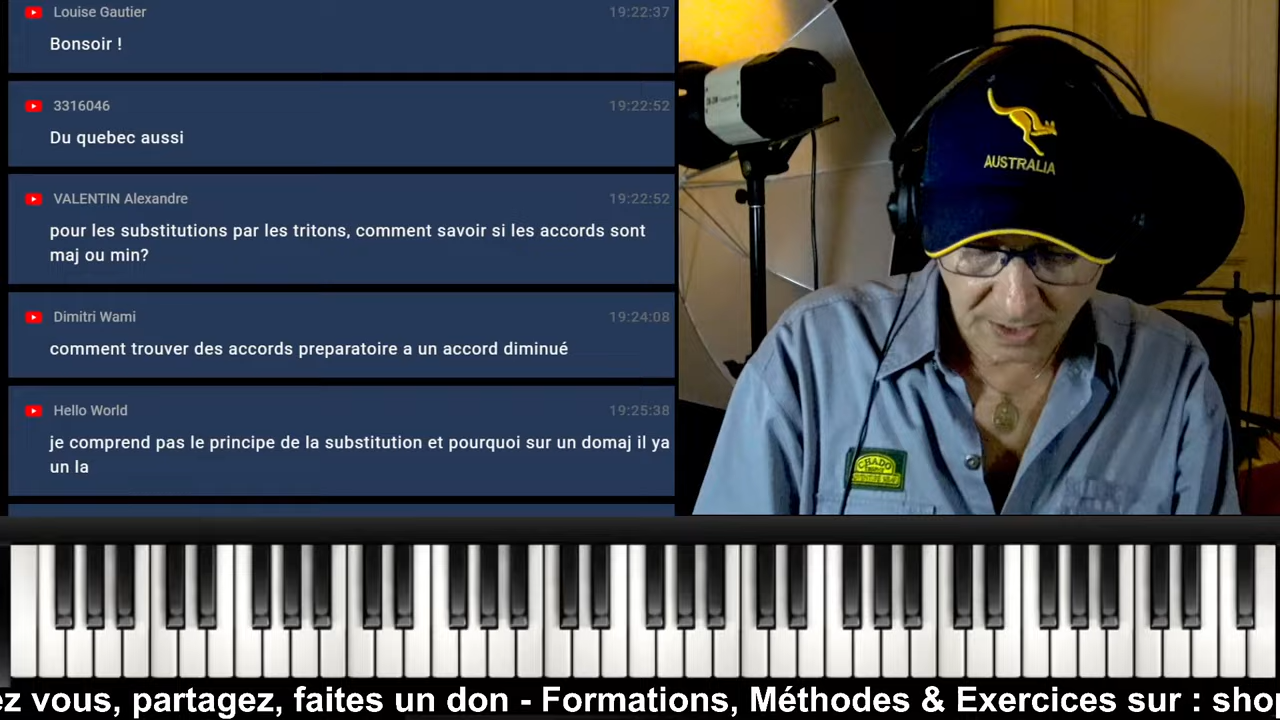 Louise Gautier
19:22:37
Bonsoir !
3316046
19:22:52
Du quebec aussi
VALENTIN Alexandre
19:22:52
pour les substitutions par les tritons, comment savoir si les accords sont
maj ou min?
Dimitri Wami
19:24:08
comment trouver des accords preparatoire a un accord diminué
Hello World
19:25:38
je comprend pas le principe de la substitution et pourquoi sur un domaj il ya
un la
AUSTRALIA
ez vous, partagez, faites un don - Formations, Méthodes & Exercices sur : sho